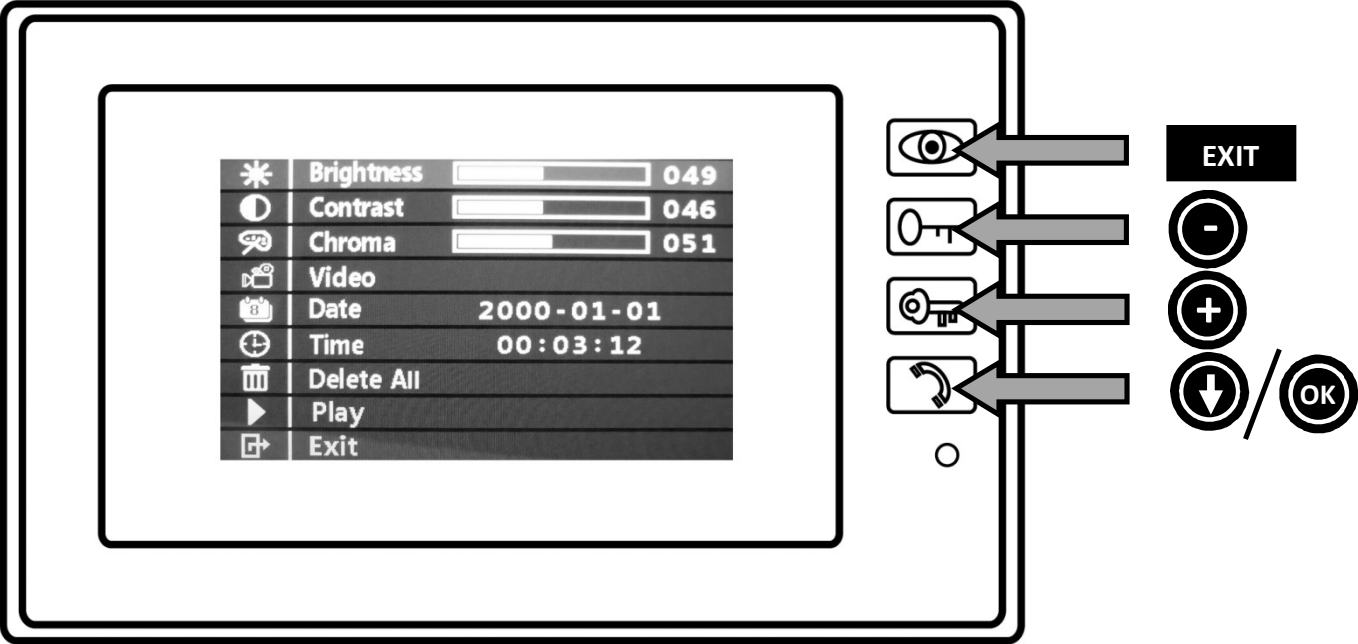 Brightness 049
Contrast 046
Chroma 051
Video
8
Date 2000-01-01
Time 00:03:12
Delete All
Play
Exit
EXIT
-
+
/
OK